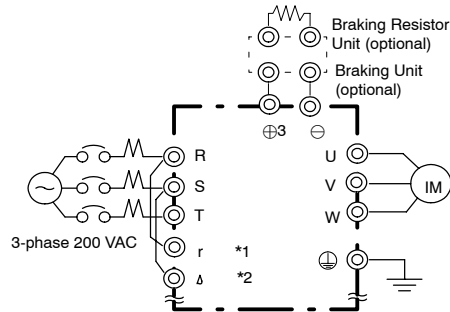 Braking Resistor
Unit (optional)
Braking Unit
(optional)
⊕3 ⊖
R
S
T
r *1
Δ *2
U
V
W
IM
3-phase 200 VAC